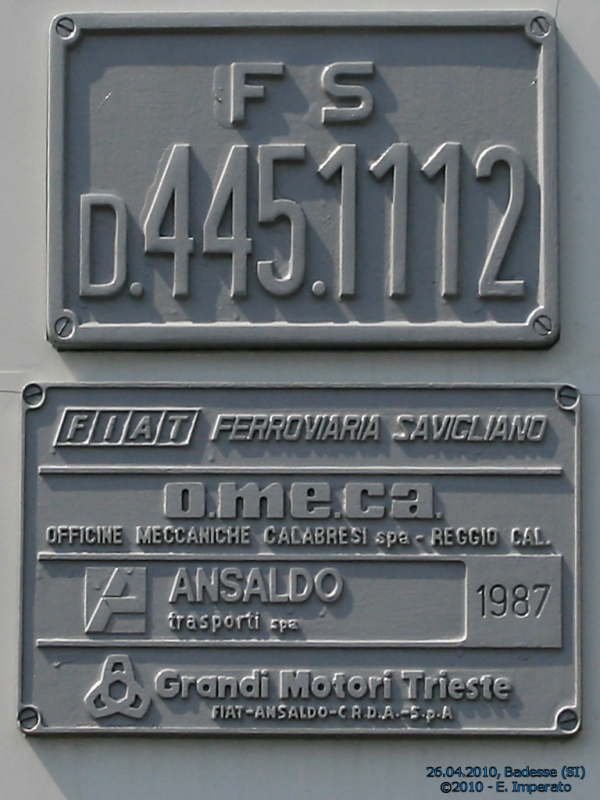 FS
D.445.1112
FIAT FERROVIARIA SAVIGLIANO
o.me.ca.
OFFICINE MECCANICHE CALABRESI spa - REGGIO CAL.
ANSALDO
trasporti spa
1987
Grandi Motori Trieste
FIAT-ANSALDO-C R.D.A.-S.p.A
26.04.2010, Badesse (SI)
©2010 - E. Imperato